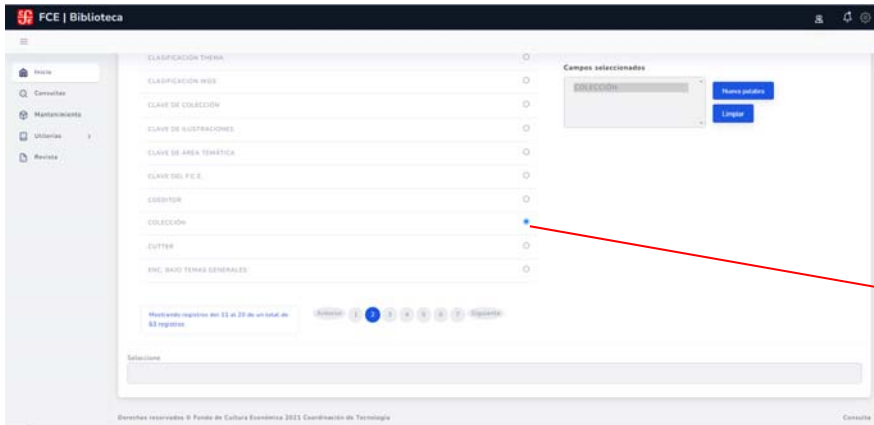 FCE | Biblioteca
Inicio
Consultas
Mantenimiento
Utilerías
Revista
CLASIFICACIÓN THEMA
CLASIFICACIÓN WEB
CLAVE DE COLECCIÓN
CLAVE DE ILUSTRACIONES
CLAVE DE ÁREA TEMÁTICA
CLAVE DEL F.C.E.
COEDITOR
COLECCIÓN
CUTTER
ENC. BAJO TEMAS GENERALES
Mostrando registros del 11 al 20 de un total de
63 registros
Anterior 1 2 3 4 5 6 7 Siguiente
Campos seleccionados
COLECCIÓN
Nueva palabra
Limpiar
Seleccione
Derechos reservados © Fondo de Cultura Económica 2021 Coordinación de Tecnología
Consulta